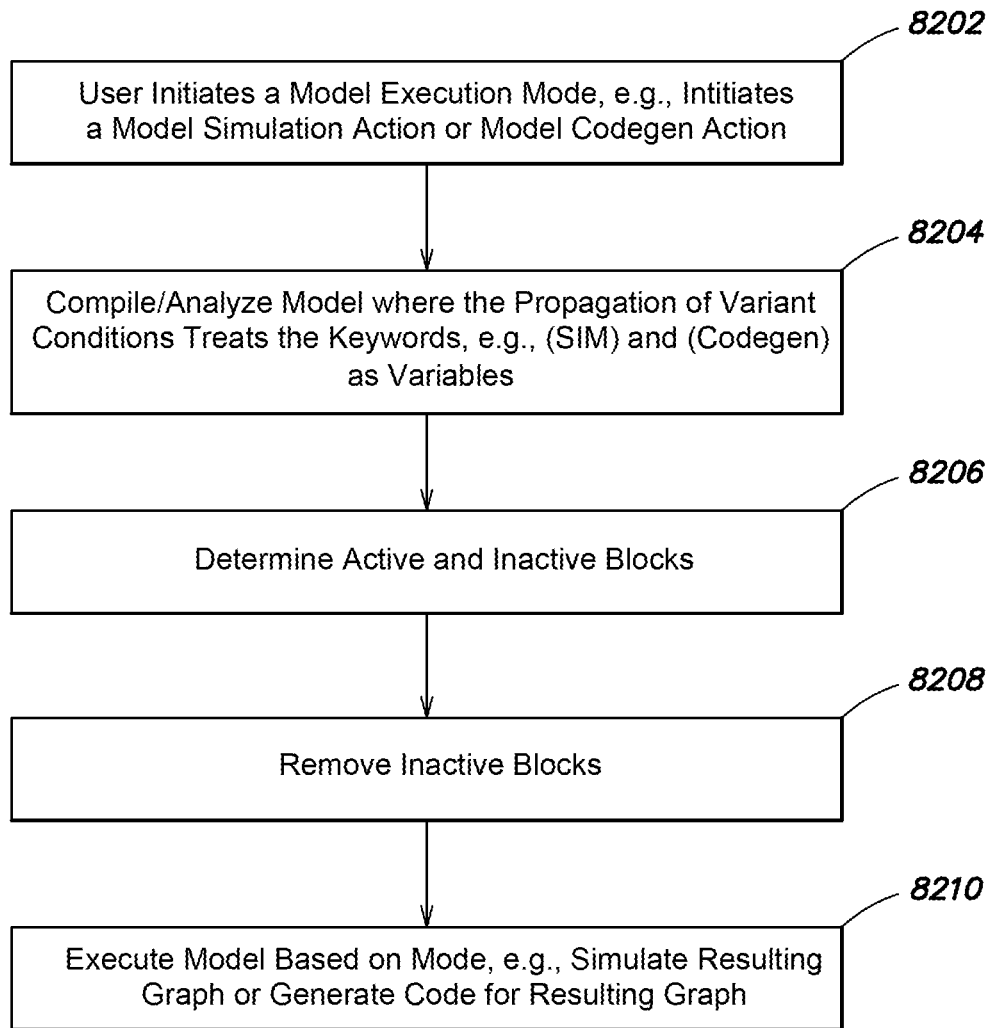 8202
User Initiates a Model Execution Mode, e.g., Intitiates
a Model Simulation Action or Model Codegen Action
8204
Compile/Analyze Model where the Propagation of Variant
Conditions Treats the Keywords, e.g., (SIM) and (Codegen)
as Variables
8206
Determine Active and Inactive Blocks
8208
Remove Inactive Blocks
8210
Execute Model Based on Mode, e.g., Simulate Resulting
Graph or Generate Code for Resulting Graph